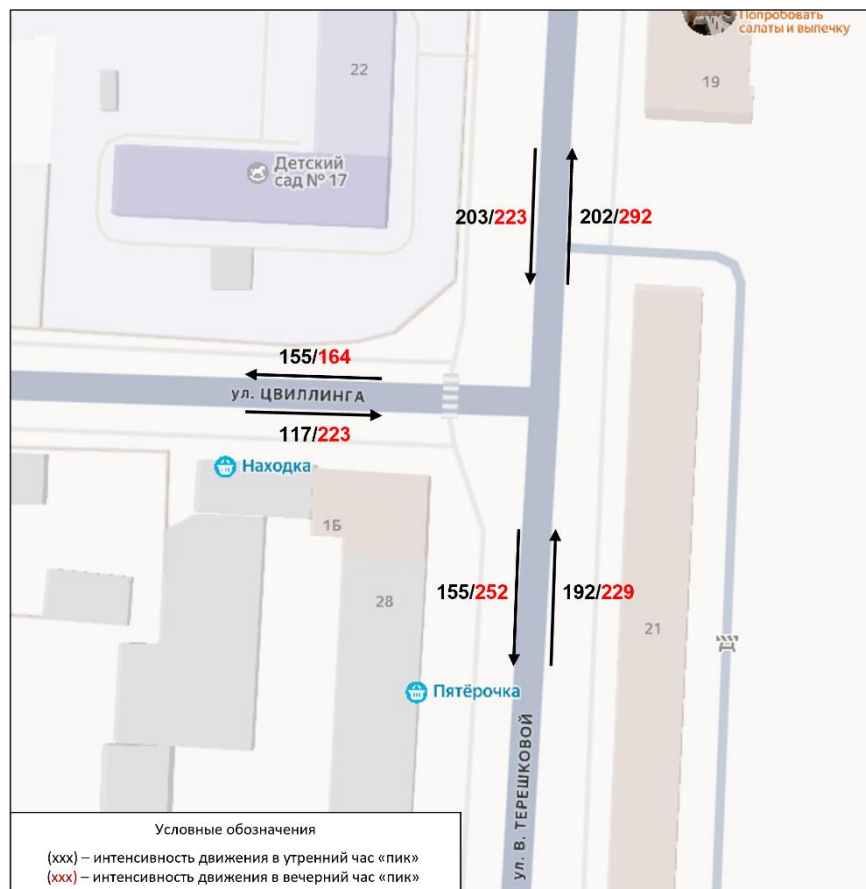 Попробовать
салаты и выпечку
22
19
Детский
сад № 17
203/223
202/292
155/164
ул. ЦВИЛЛИНГА
117/223
Находка
1Б
28
155/252
192/229
21
Пятёрочка
ул. В. ТЕРЕШКОВОЙ
Условные обозначения
(xxx) – интенсивность движения в утренний час «пик»
(xxx) – интенсивность движения в вечерний час «пик»